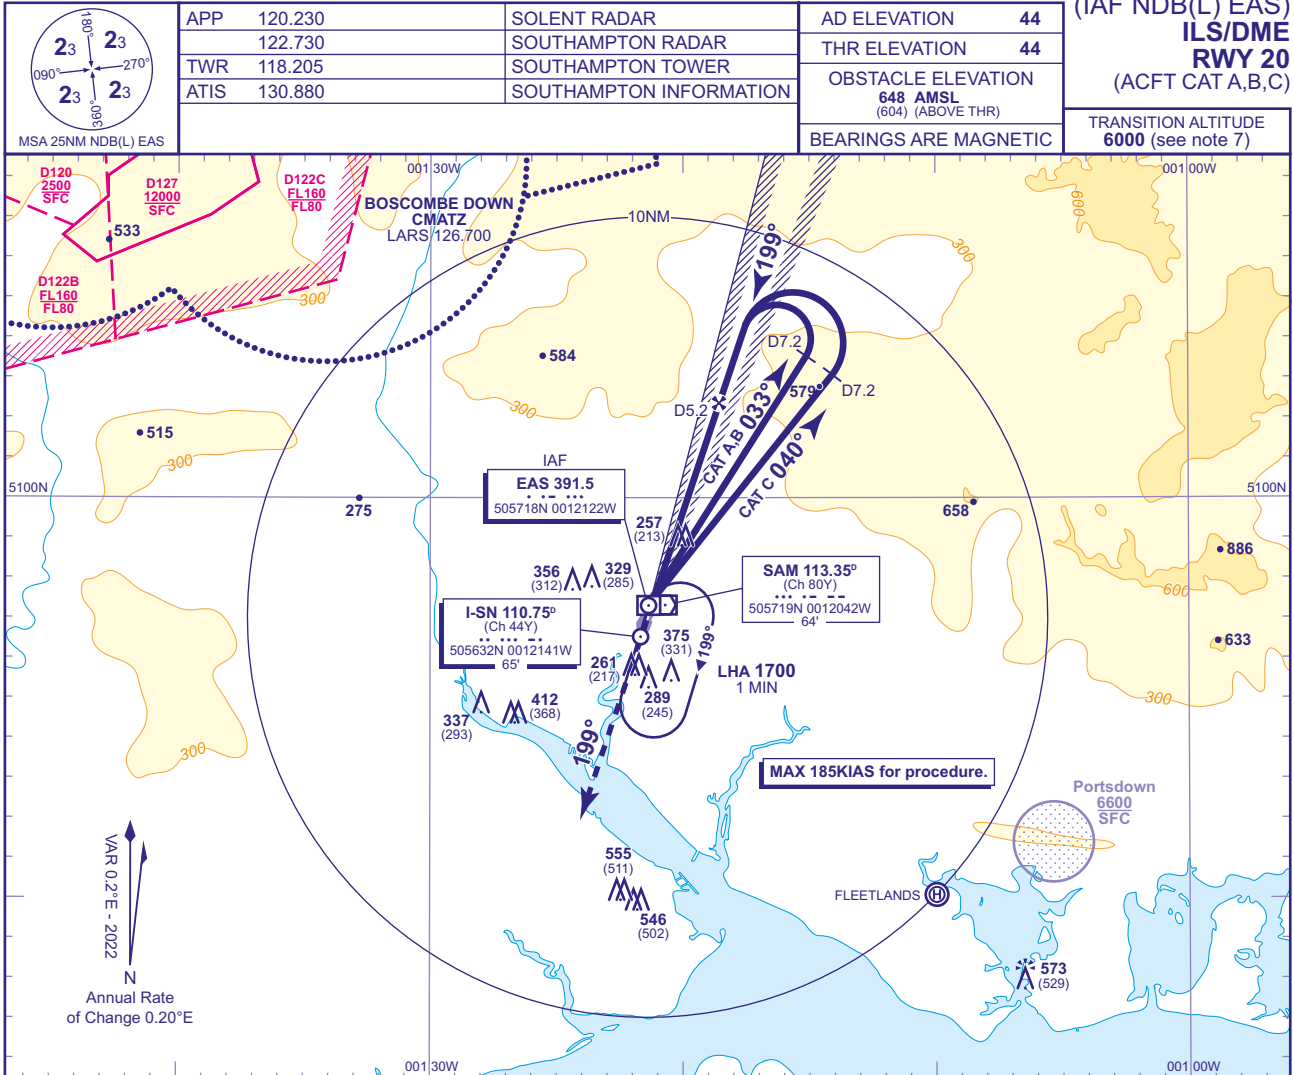 180°
23 23
090° 270°
23 23
360°
MSA 25NM NDB(L) EAS
APP 120.230 SOLENT RADAR
122.730 SOUTHAMPTON RADAR
TWR 118.205 SOUTHAMPTON TOWER
ATIS 130.880 SOUTHAMPTON INFORMATION
AD ELEVATION 44
THR ELEVATION 44
OBSTACLE ELEVATION
648 AMSL
(604) (ABOVE THR)
BEARINGS ARE MAGNETIC
(IAF NDB(L) EAS)
ILS/DME
RWY 20
(ACFT CAT A,B,C)
TRANSITION ALTITUDE
6000 (see note 7)
001 30W
001 00W
D120
2500
SFC
D127
12000
SFC
D122C
FL160
FL80
533
BOSCOMBE DOWN
CMATZ
LARS 126.700
10NM
199°
600
300
D122B
FL160
FL80
300
584
D7.2
579
D7.2
D5.2
300
CAT A,B 033°
CAT C 040°
515
300
IAF
EAS 391.5
505718N 0012122W
5100N
5100N
275
257
(213)
658
886
356
(312)
329
(285)
SAM 113.35D
(Ch 80Y)
505719N 0012042W
64'
600
I-SN 110.75D
(Ch 44Y)
505632N 0012141W
65'
375
(331)
199°
633
261
(217)
LHA 1700
1 MIN
289
(245)
300
412
(368)
337
(293)
199°
300
MAX 185KIAS for procedure.
Portsdown
6600
SFC
VAR 0.2°E - 2022
N
Annual Rate
of Change 0.20°E
555
(511)
546
(502)
FLEETLANDS
H
573
(529)
001 30W
001 00W